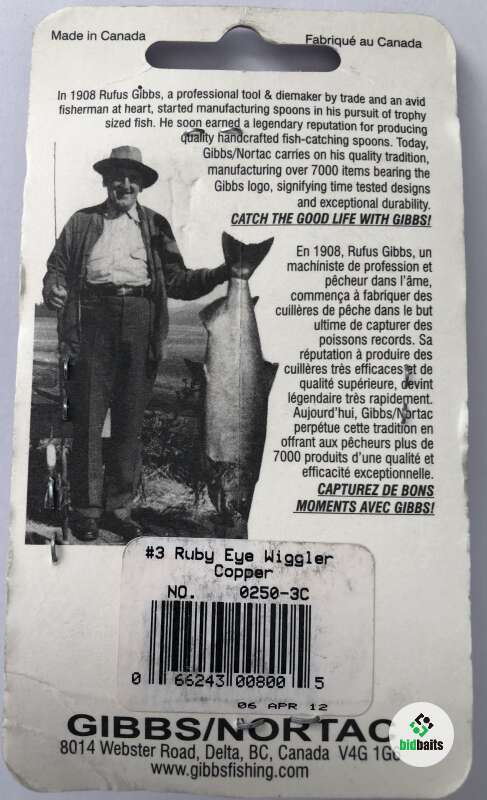 Made in Canada
Fabriqué au Canada
In 1908 Rufus Gibbs, a professional tool & diemaker by trade and an avid
fisherman at heart, started manufacturing spoons in his pursuit of trophy
sized fish. He soon earned a legendary reputation for producing
quality handcrafted fish-catching spoons. Today,
Gibbs/Nortac carries on his quality tradition,
manufacturing over 7000 items bearing the
Gibbs logo, signifying time tested designs
and exceptional durability.
CATCH THE GOOD LIFE WITH GIBBS!
En 1908, Rufus Gibbs, un
machiniste de profession et
pêcheur dans l'âme,
commença à fabriquer des
cuillères de pêche dans le but
ultime de capturer des
poissons records. Sa
réputation à produire des
cuillères très efficaces et de
qualité supérieure, devint
légendaire très rapidement.
Aujourd'hui, Gibbs/Nortac
perpétue cette tradition en
offrant aux pêcheurs plus de
7000 produits d'une qualité et
efficacité exceptionnelle.
CAPTUREZ DE BONS
MOMENTS AVEC GIBBS!
#3 Ruby Eye Wiggler
Copper
NO. 0250-3C
0 66243 00800 5
06 APR 12
GIBBS/NORTAC
8014 Webster Road, Delta, BC, Canada V4G 1G6
www.gibbsfishing.com
bidbaits